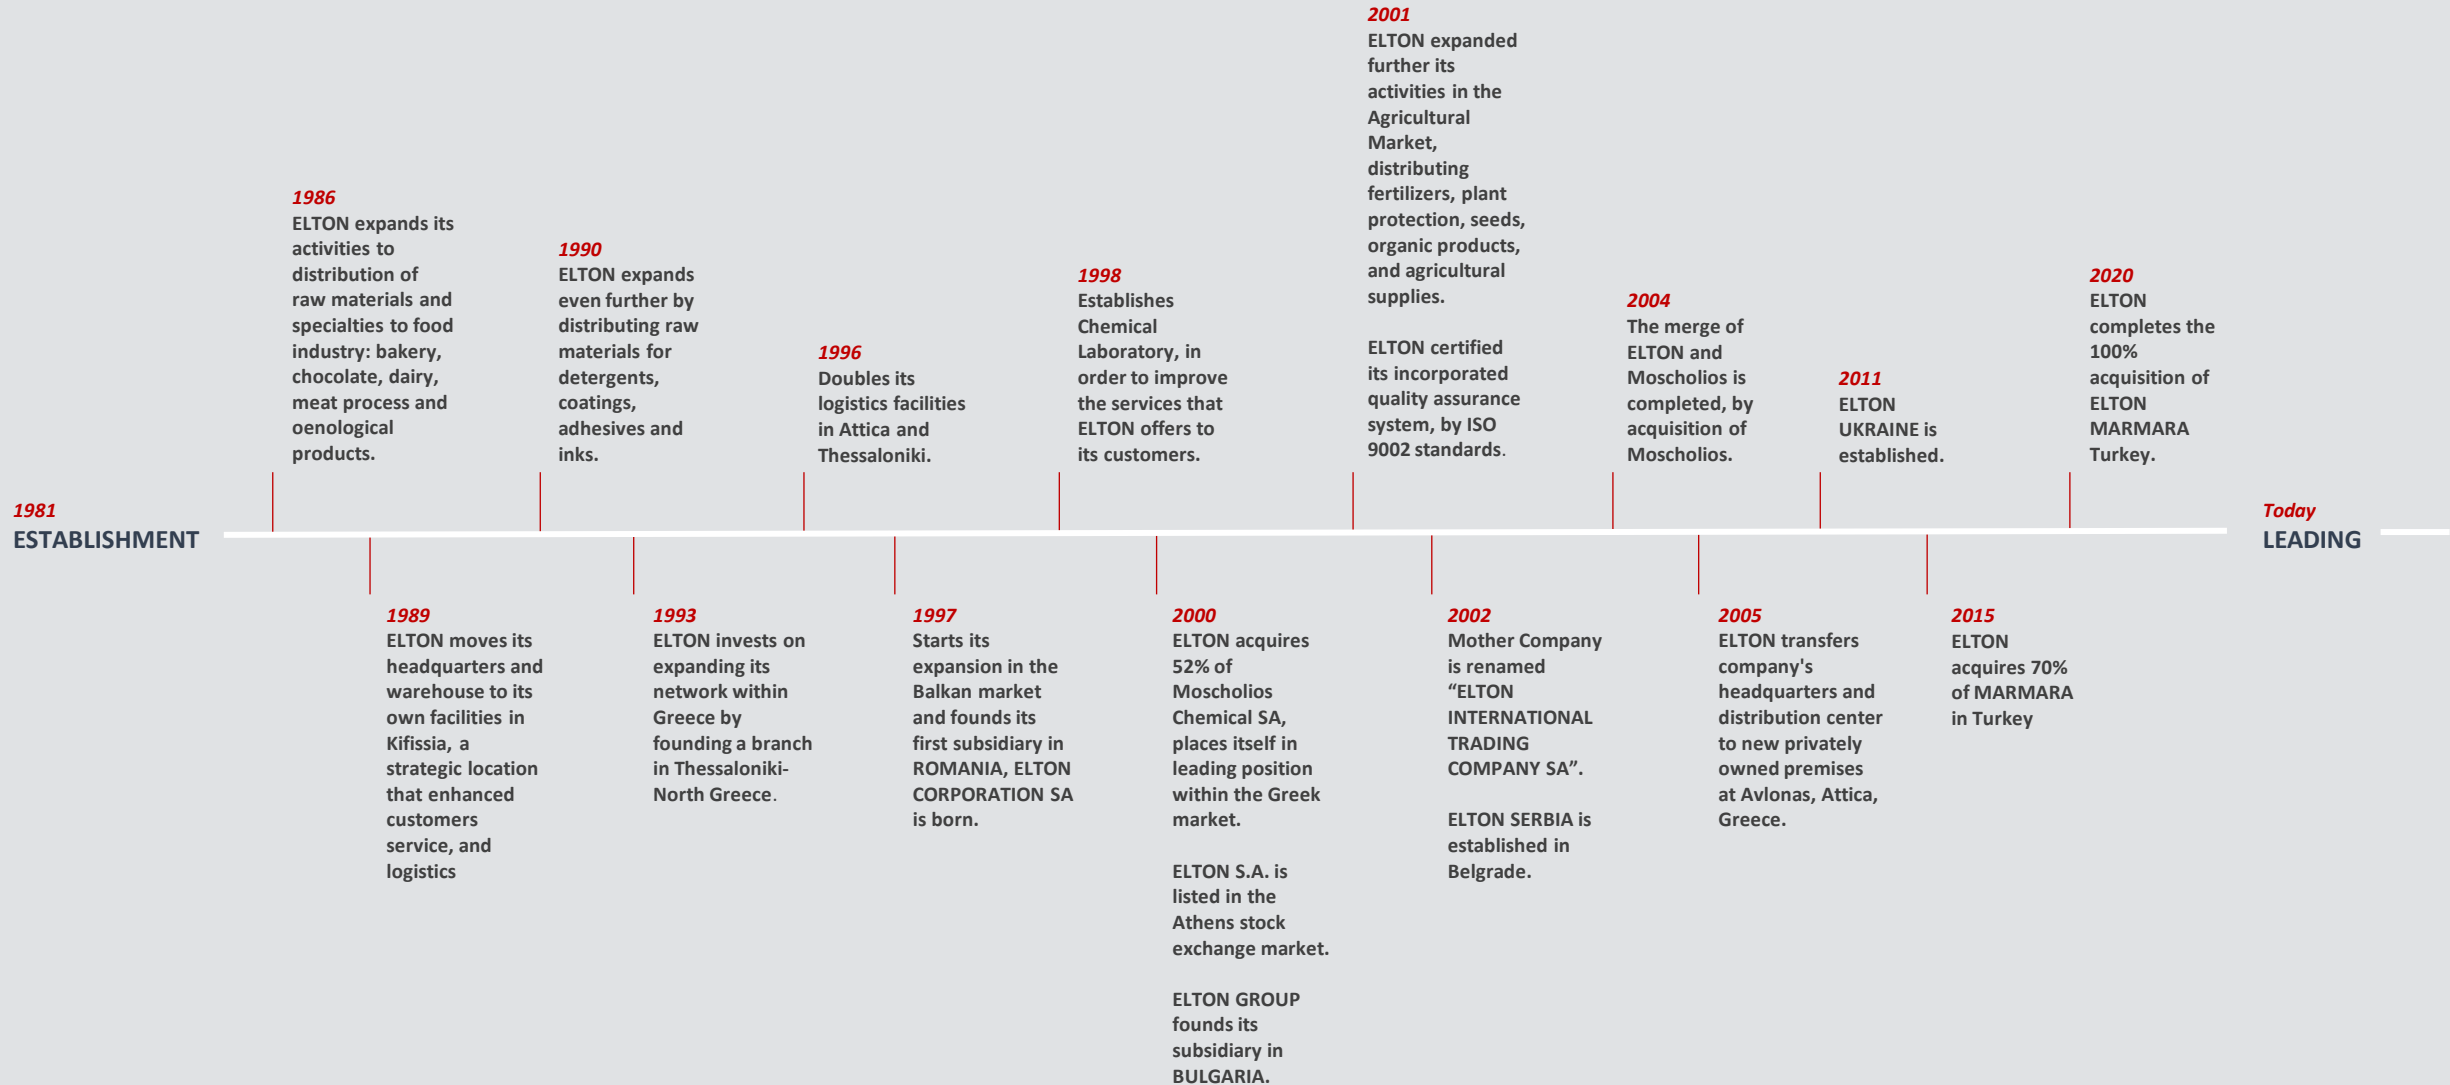 1981
ESTABLISHMENT
1986
ELTON expands its
activities to
distribution of
raw materials and
specialties to food
industry: bakery,
chocolate, dairy,
meat process and
oenological
products.
1989
ELTON moves its
headquarters and
warehouse to its
own facilities in
Kifissia, a
strategic location
that enhanced
customers
service, and
logistics
1990
ELTON expands
even further by
distributing raw
materials for
detergents,
coatings,
adhesives and
inks.
1993
ELTON invests on
expanding its
network within
Greece by
founding a branch
in Thessaloniki-
North Greece.
1996
Doubles its
logistics facilities
in Attica and
Thessaloniki.
1997
Starts its
expansion in the
Balkan market
and founds its
first subsidiary in
ROMANIA, ELTON
CORPORATION SA
is born.
1998
Establishes
Chemical
Laboratory, in
order to improve
the services that
ELTON offers to
its customers.
2000
ELTON acquires
52% of
Moscholios
Chemical SA,
places itself in
leading position
within the Greek
market.
ELTON S.A. is
listed in the
Athens stock
exchange market.
ELTON GROUP
founds its
subsidiary in
BULGARIA.
2001
ELTON expanded
further its
activities in the
Agricultural
Market,
distributing
fertilizers, plant
protection, seeds,
organic products,
and agricultural
supplies.
ELTON certified
its incorporated
quality assurance
system, by ISO
9002 standards.
2002
Mother Company
is renamed
“ELTON
INTERNATIONAL
TRADING
COMPANY SA”.
ELTON SERBIA is
established in
Belgrade.
2004
The merge of
ELTON and
Moscholios is
completed, by
acquisition of
Moscholios.
2005
ELTON transfers
company's
headquarters and
distribution center
to new privately
owned premises
at Avlonas, Attica,
Greece.
2011
ELTON
UKRAINE is
established.
2015
ELTON
acquires 70%
of MARMARA
in Turkey
2020
ELTON
completes the
100%
acquisition of
ELTON
MARMARA
Turkey.
Today
LEADING